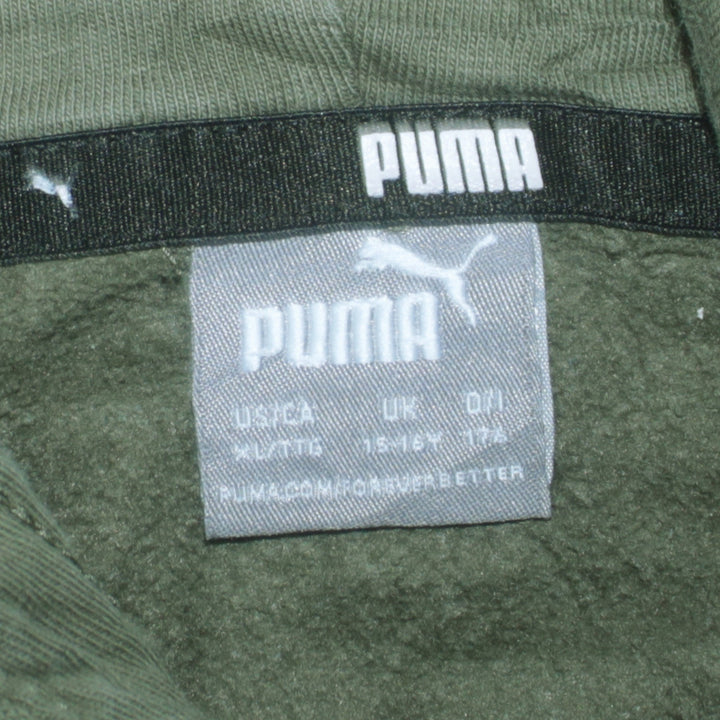 PUMA
PUMA
US/CA UK D/I
XL/TTG 15-16Y 176
PUMA.COM/FOREVERBETTER